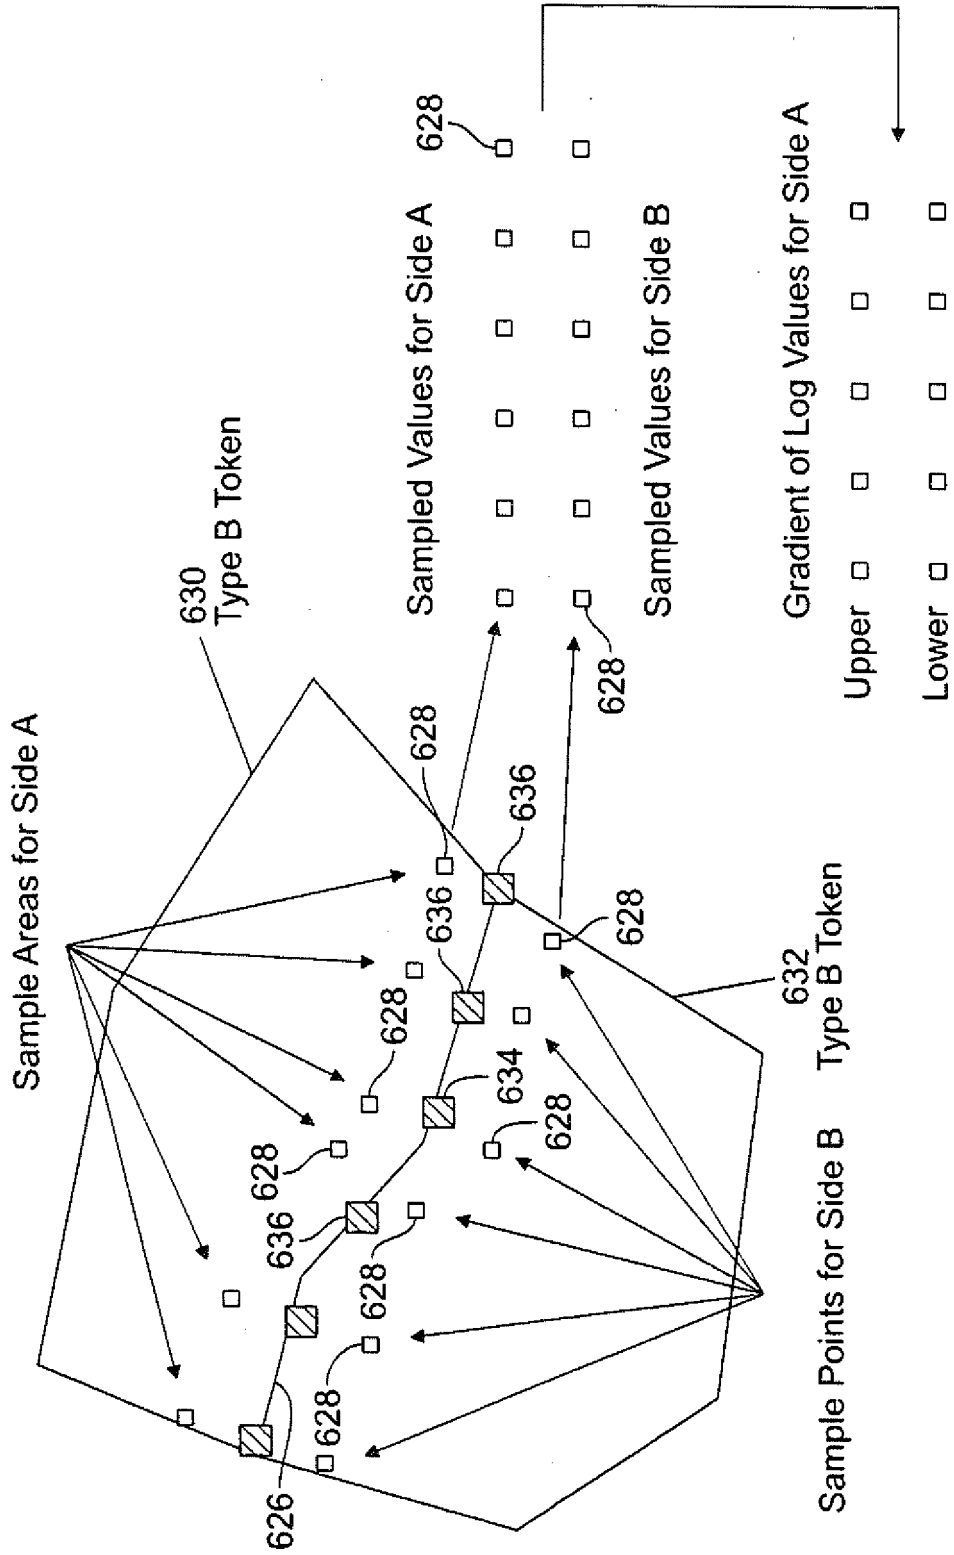 Sample Areas for Side A
630
Type B Token
628
628
628
636
636
636
634
628
628
628
628
626
632
Type B Token
Sample Points for Side B
Sampled Values for Side A
628
628
Sampled Values for Side B
Gradient of Log Values for Side A
Upper
Lower